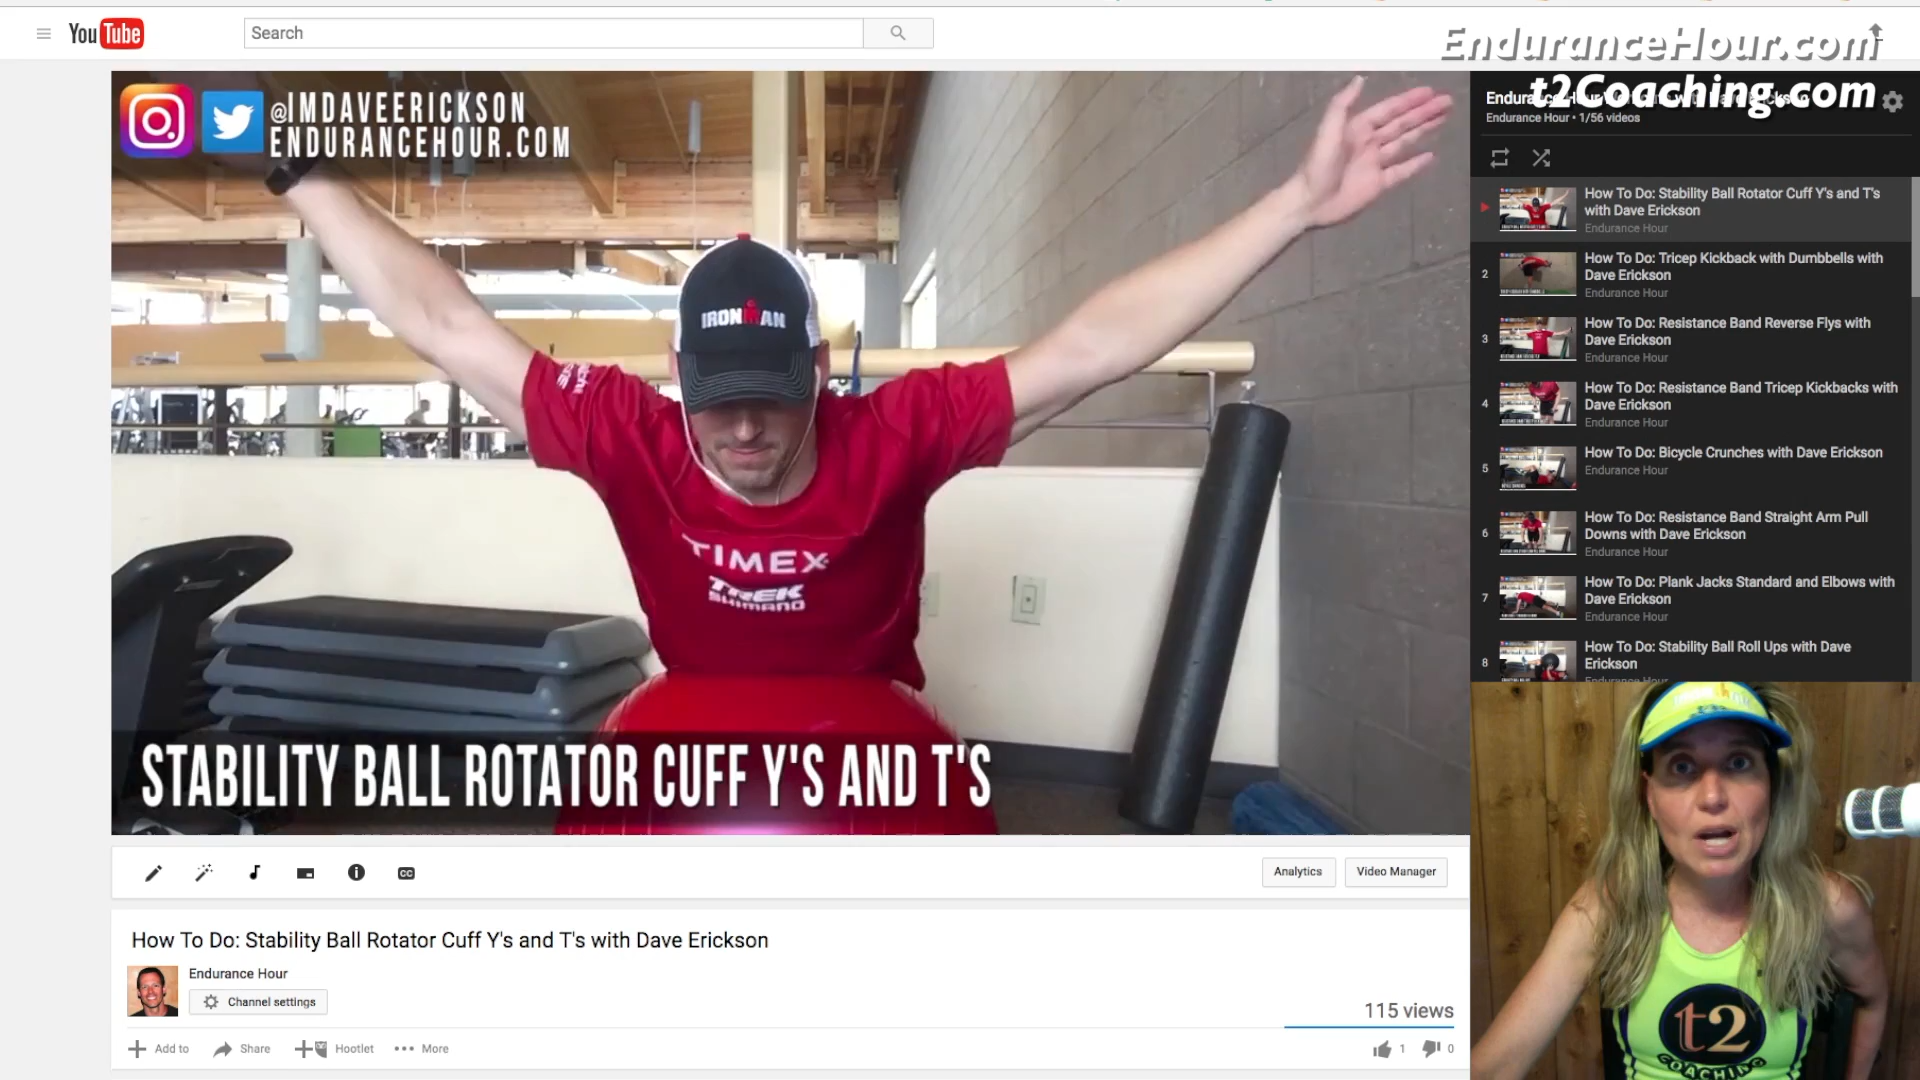 YouTube
Search
EnduranceHour.com
t2Coaching.com
Endurance Hour • 1/56 videos
@IMDAVEERICKSON
ENDURANCEHOUR.COM
IRONMAN
TIMEX
TREK
SHIMANO
STABILITY BALL ROTATOR CUFF Y'S AND T'S
How To Do: Stability Ball Rotator Cuff Y's and T's
with Dave Erickson
Endurance Hour
2
How To Do: Tricep Kickback with Dumbbells with
Dave Erickson
Endurance Hour
3
How To Do: Resistance Band Reverse Flys with
Dave Erickson
Endurance Hour
4
How To Do: Resistance Band Tricep Kickbacks with
Dave Erickson
Endurance Hour
5
How To Do: Bicycle Crunches with Dave Erickson
Endurance Hour
6
How To Do: Resistance Band Straight Arm Pull
Downs with Dave Erickson
Endurance Hour
7
How To Do: Plank Jacks Standard and Elbows with
Dave Erickson
Endurance Hour
8
How To Do: Stability Ball Roll Ups with Dave
Erickson
Endurance Hour
CC
Analytics
Video Manager
How To Do: Stability Ball Rotator Cuff Y's and T's with Dave Erickson
Endurance Hour
Channel settings
115 views
Add to
Share
Hootlet
More
1
0
t2
COACHING